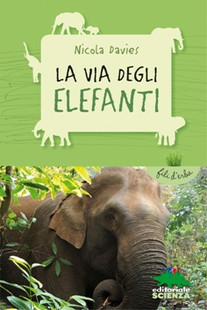 Nicola Davies
LA VIA DEGLI
ELEFANTI
fili d'erba
editoriale
SCIENZA